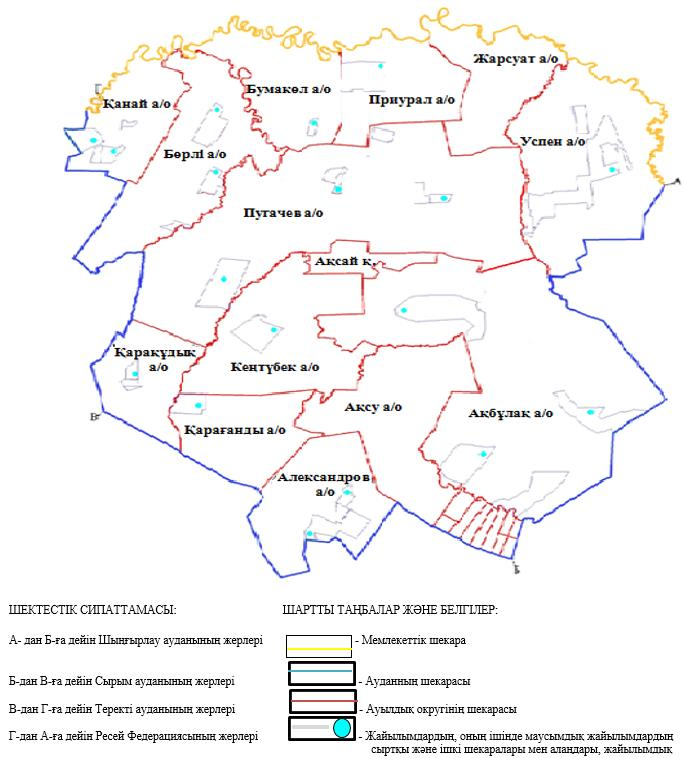 Жарсуат а/о
Бумакөл а/о
Приурал а/о
Қанай а/о
Успен а/о
Бөрлі а/о
А
Пугачев а/о
Ақсай қ.
Қарақұдық
а/о
Кентүбек а/о
В
Ақсу а/о
Ақбұлақ а/о
Қарағанды а/о
Александров
а/о
Б
ШЕКТЕСТІК СИПАТТАМАСЫ:
ШАРТТЫ ТАҢБАЛАР ЖӘНЕ БЕЛГІЛЕР:
А- дан Б-ға дейін Шыңғырлау ауданының жерлері
- Мемлекеттік шекара
Б-дан В-ға дейін Сырым ауданының жерлері
- Ауданның шекарасы
В-дан Г-ға дейін Теректі ауданының жерлері
- Ауылдық округінің шекарасы
Г-дан А-ға дейін Ресей Федерациясының жерлері
- Жайылымдардың, оның ішінде маусымдық жайылымдардың
сыртқы және ішкі шекаралары мен алаңдары, жайылымдық